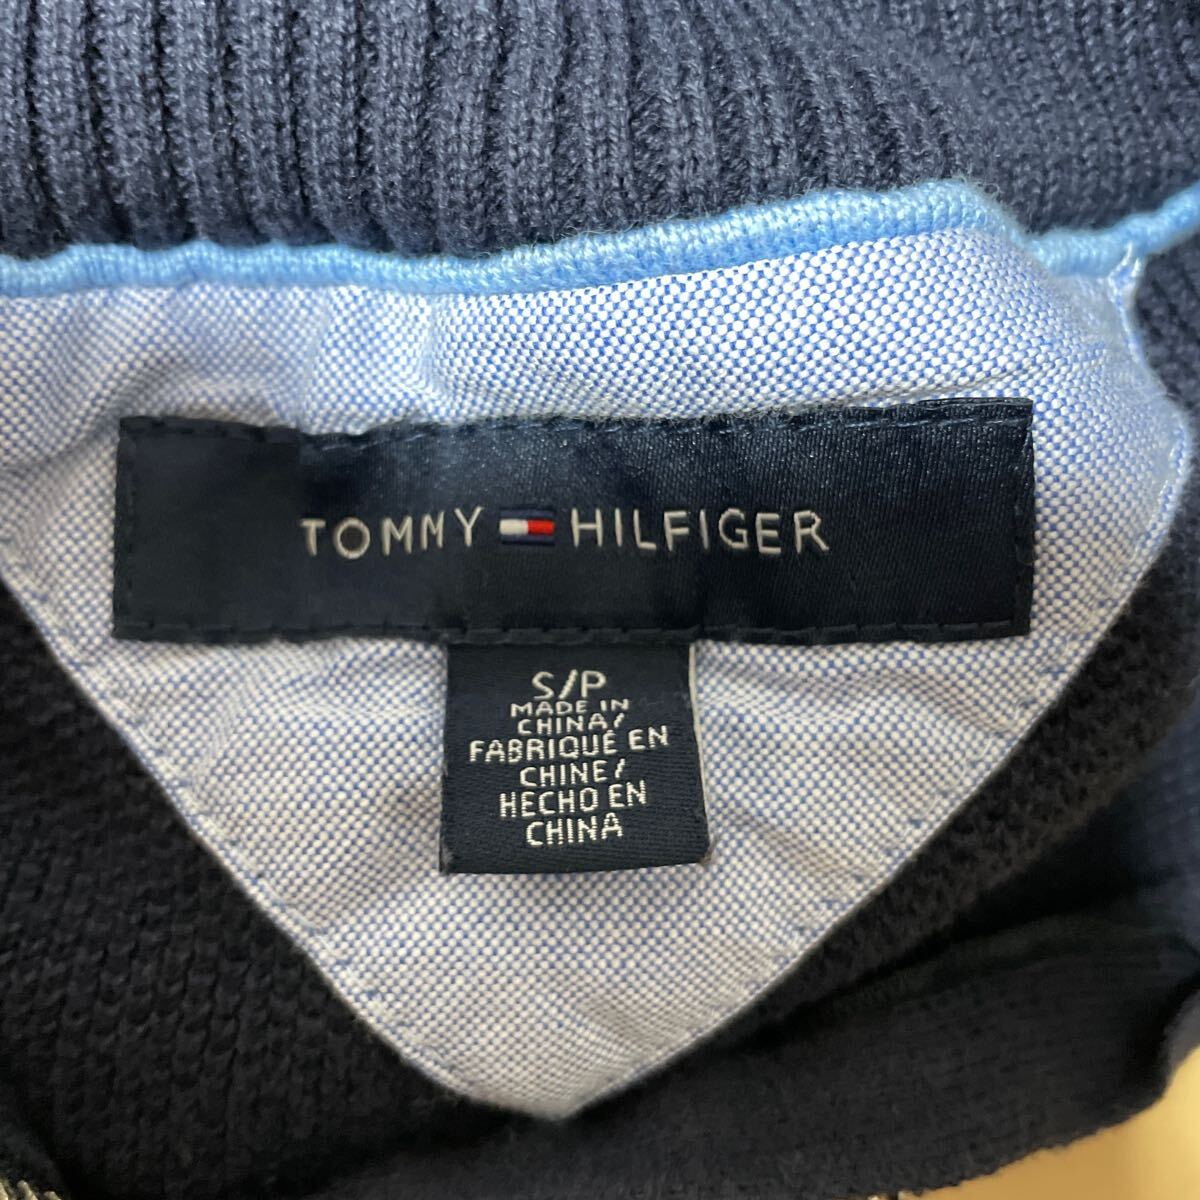 TOMMY HILFIGER
S/P
MADE IN
CHINA/
FABRIQUÉ EN
CHINE/
HECHO EN
CHINA